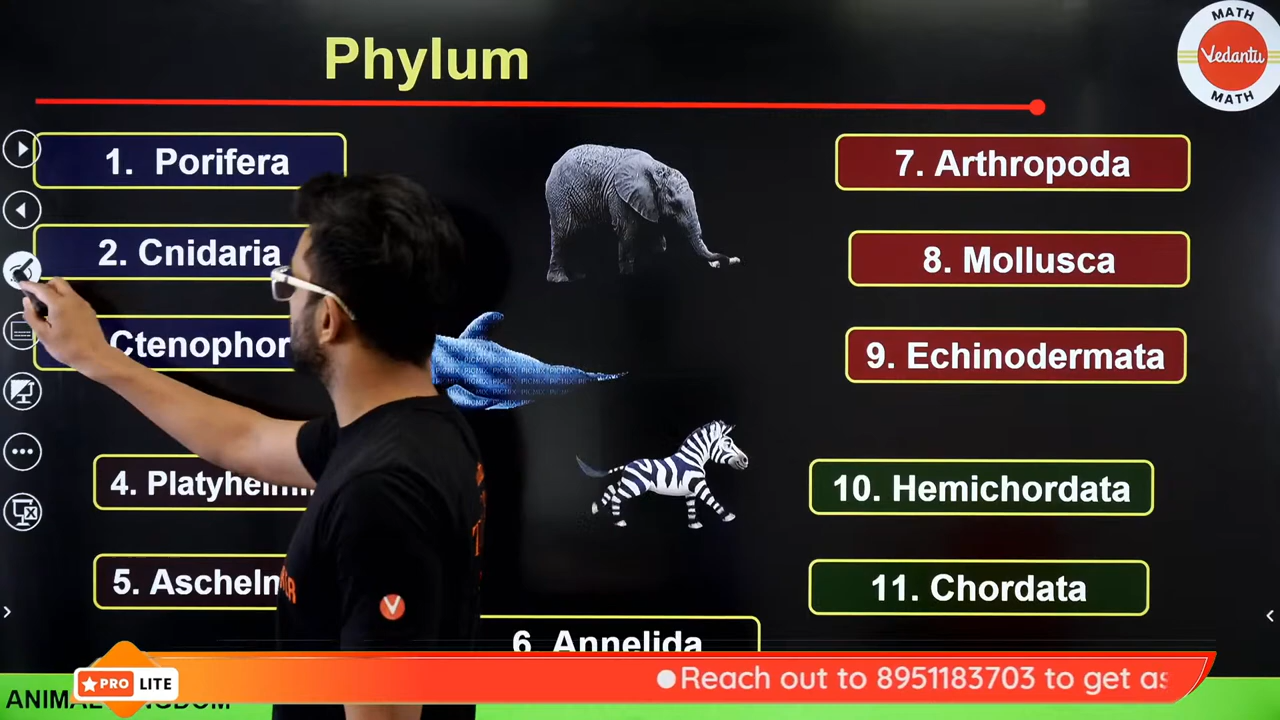 Phylum
MATH
Vedantu
MATH
1. Porifera
2. Cnidaria
Ctenophor
4. Platyhelmi
5. Aschelm
6 Annelida
7. Arthropoda
8. Mollusca
9. Echinodermata
10. Hemichordata
11. Chordata
V
PRO LITE
Reach out to 8951183703 to get as